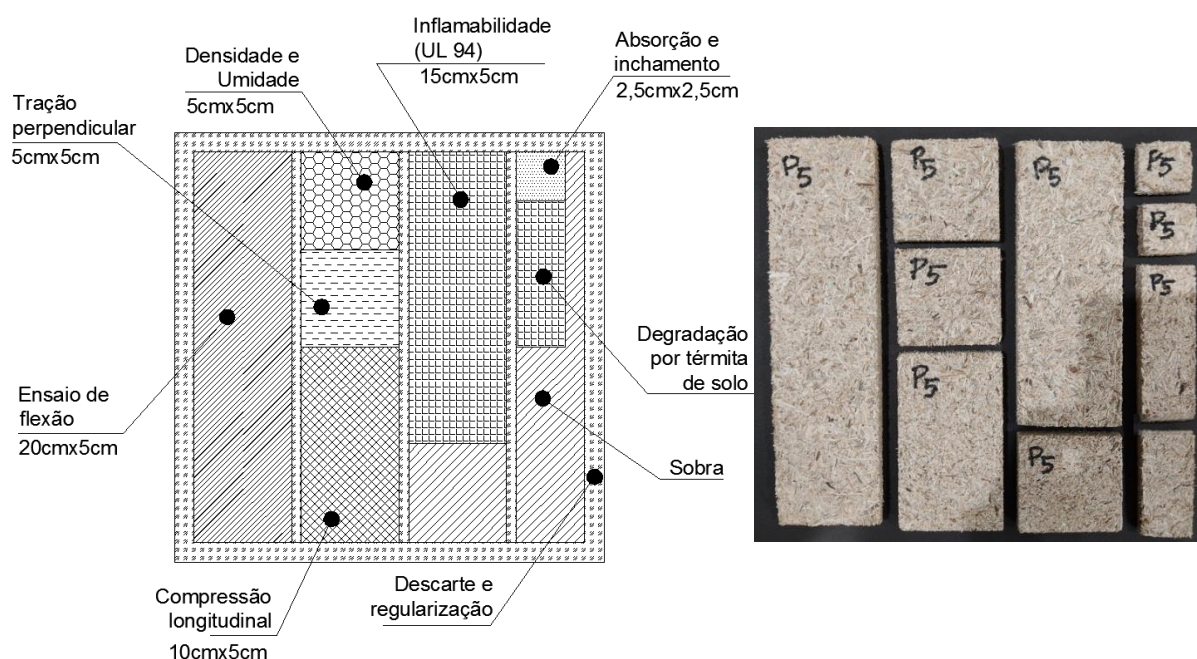 Inflamabilidade
(UL 94)
15cmx5cm
Absorção e
inchamento
2,5cmx2,5cm
Densidade e
Umidade
5cmx5cm
Tração
perpendicular
5cmx5cm
Ensaio de
flexão
20cmx5cm
Compressão
longitudinal
10cmx5cm
Descarte e
regularização
Degradação
por térmita
de solo
Sobra
P5
P5
P5
P5
P5
P5
P5
P5
P5